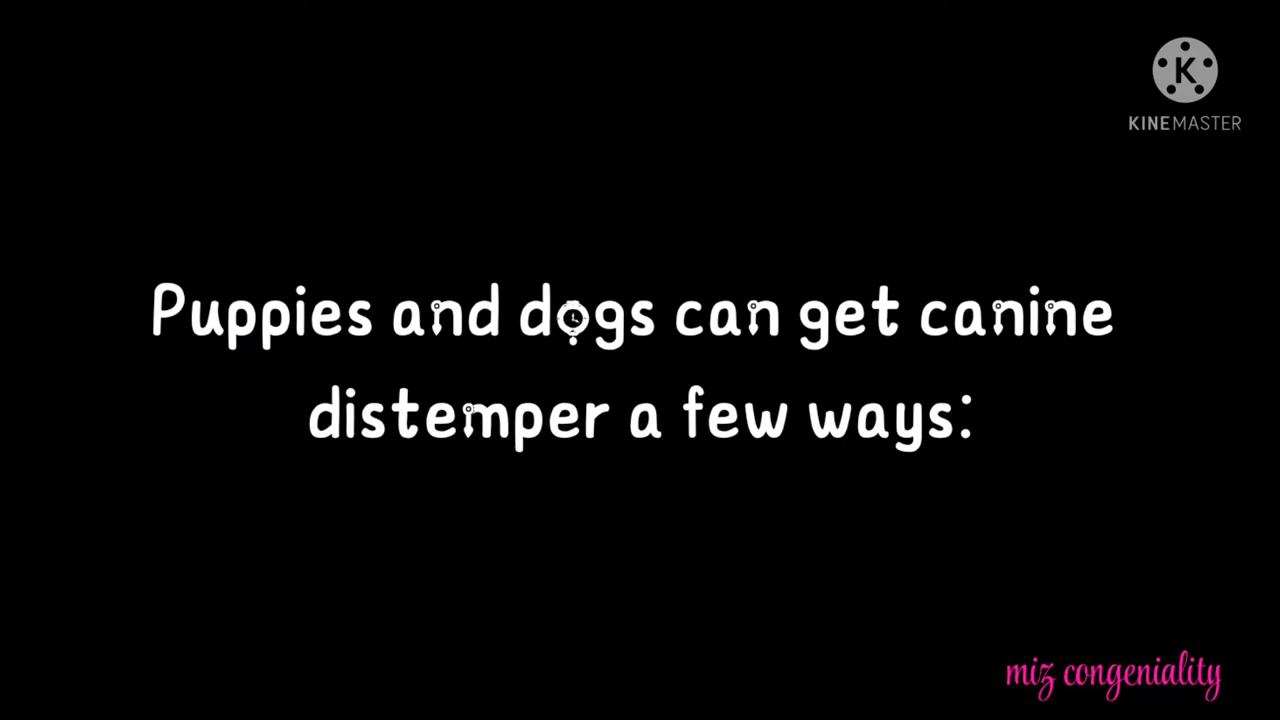 K
KINEMASTER
Puppies and dogs can get canine
distemper a few ways:
miz congeniality